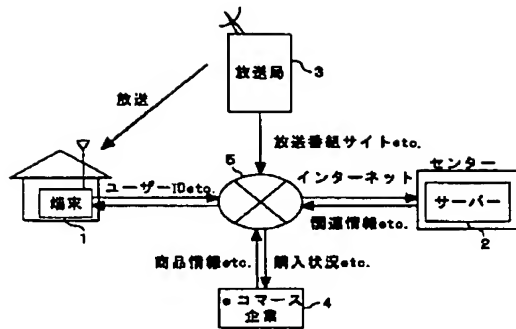 放送局
3
放送
放送番組サイトetc.
5
センター
インターネット
ユーザーIDetc.
端末
サーバー
1
関連情報etc.
2
商品情報etc.
購入状況etc.
●コマース
企業
4